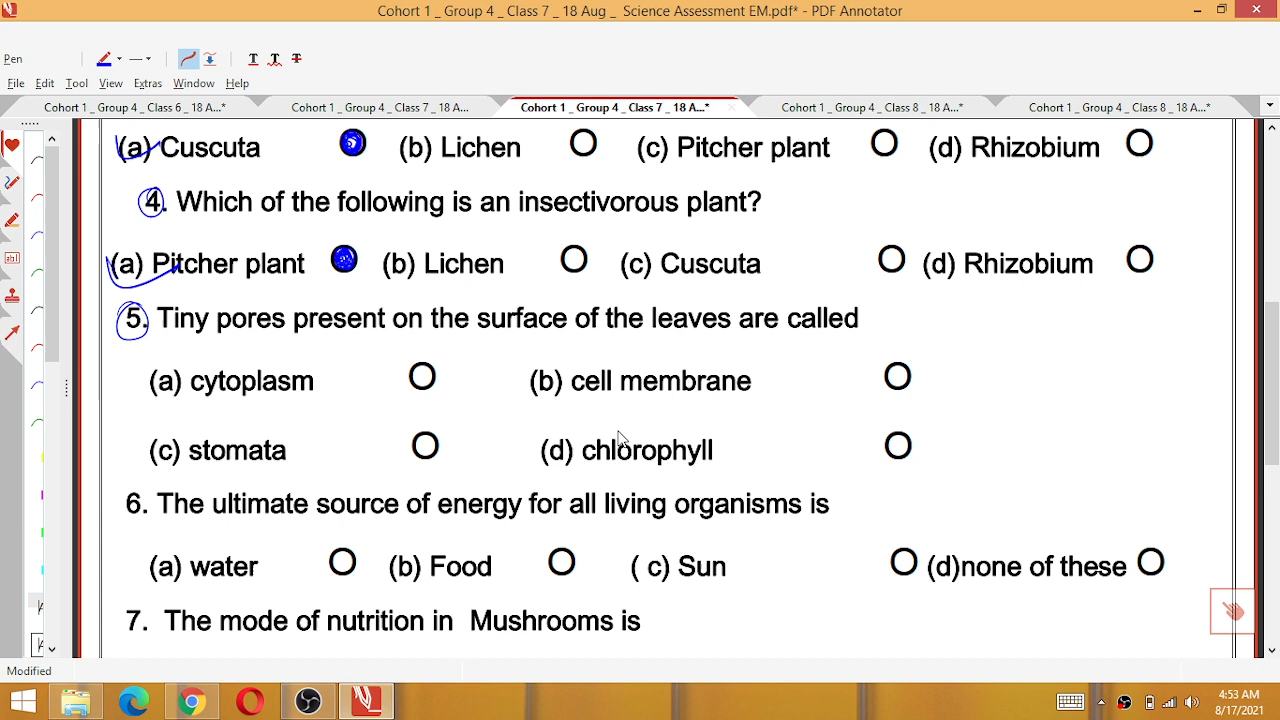 Cohort 1 _ Group 4 _ Class 7 _ 18 Aug _ Science Assessment EM.pdf* - PDF Annotator
Pen
T T T
File Edit Tool View Extras Window Help
Cohort 1 _ Group 4 _ Class 6 _ 18 A...* Cohort 1 _ Group 4 _ Class 7 _ 18 A... Cohort 1 _ Group 4 _ Class 7 _ 18 A...* Cohort 1 _ Group 4 _ Class 8 _ 18 A...* Cohort 1 _ Group 4 _ Class 8 _ 18 A...*
(a) Cuscuta (b) Lichen O (c) Pitcher plant O (d) Rhizobium O
4. Which of the following is an insectivorous plant?
(a) Pitcher plant (b) Lichen O (c) Cuscuta O (d) Rhizobium O
5. Tiny pores present on the surface of the leaves are called
(a) cytoplasm O (b) cell membrane O
(c) stomata O (d) chlorophyll O
6. The ultimate source of energy for all living organisms is
(a) water O (b) Food O ( c) Sun O (d)none of these O
7. The mode of nutrition in Mushrooms is
Modified
4:53 AM
8/17/2021